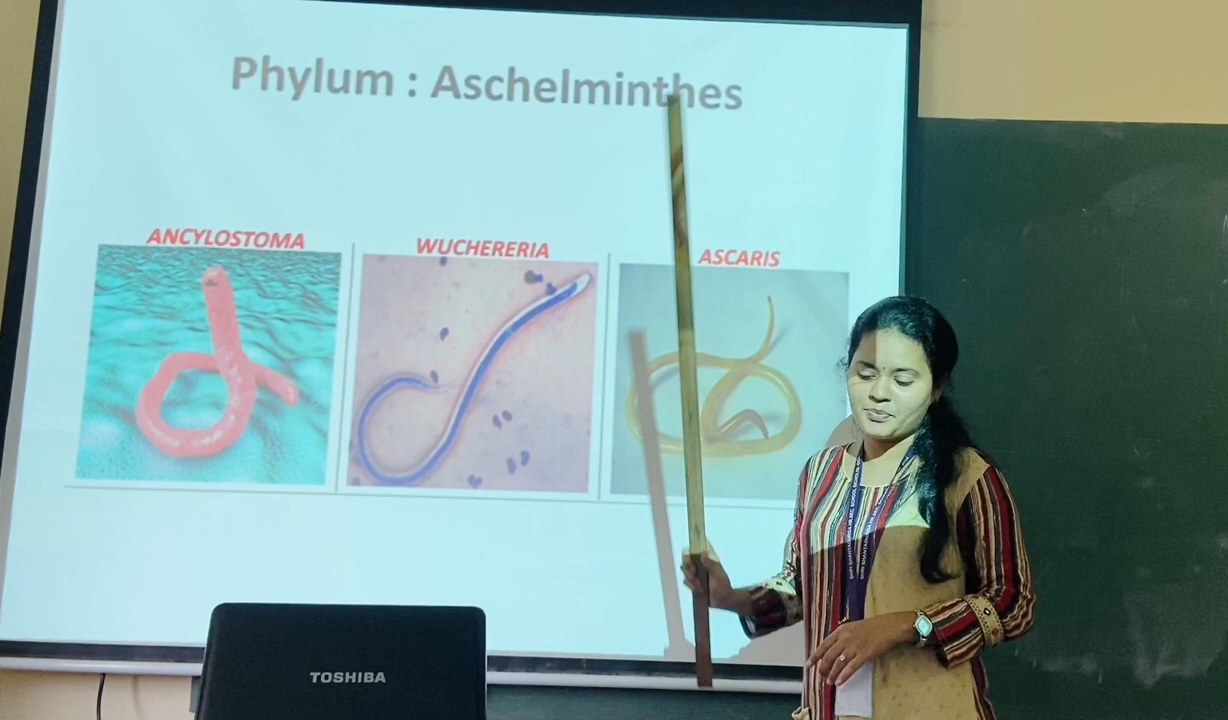 Phylum : Aschelminthes
ANCYLOSTOMA
WUCHERERIA
ASCARIS
TOSHIBA